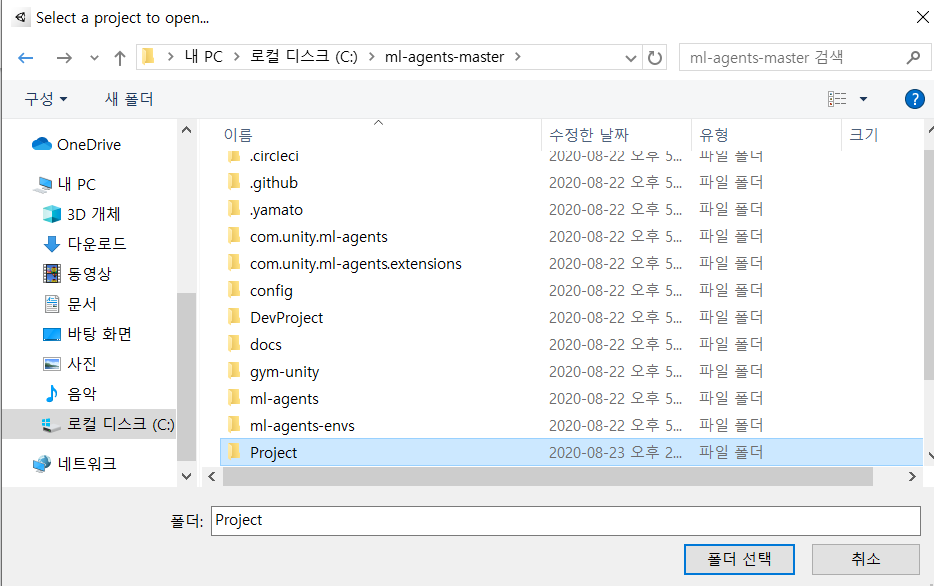 Select a project to open...
내 PC > 로컬 디스크 (C:) > ml-agents-master >
ml-agents-master 검색
구성
새 폴더
?
OneDrive
내 PC
3D 개체
다운로드
동영상
문서
바탕 화면
사진
음악
로컬 디스크 (C:)
네트워크
이름 수정한 날짜 유형 크기
.circleci 2020-08-22 오후 5... 파일 폴더
.github 2020-08-22 오후 5... 파일 폴더
.yamato 2020-08-22 오후 5... 파일 폴더
com.unity.ml-agents 2020-08-22 오후 5... 파일 폴더
com.unity.ml-agents.extensions 2020-08-22 오후 5... 파일 폴더
config 2020-08-22 오후 5... 파일 폴더
DevProject 2020-08-22 오후 5... 파일 폴더
docs 2020-08-22 오후 5... 파일 폴더
gym-unity 2020-08-22 오후 5... 파일 폴더
ml-agents 2020-08-22 오후 5... 파일 폴더
ml-agents-envs 2020-08-22 오후 5... 파일 폴더
Project 2020-08-23 오후 2... 파일 폴더
폴더: Project
폴더 선택 취소